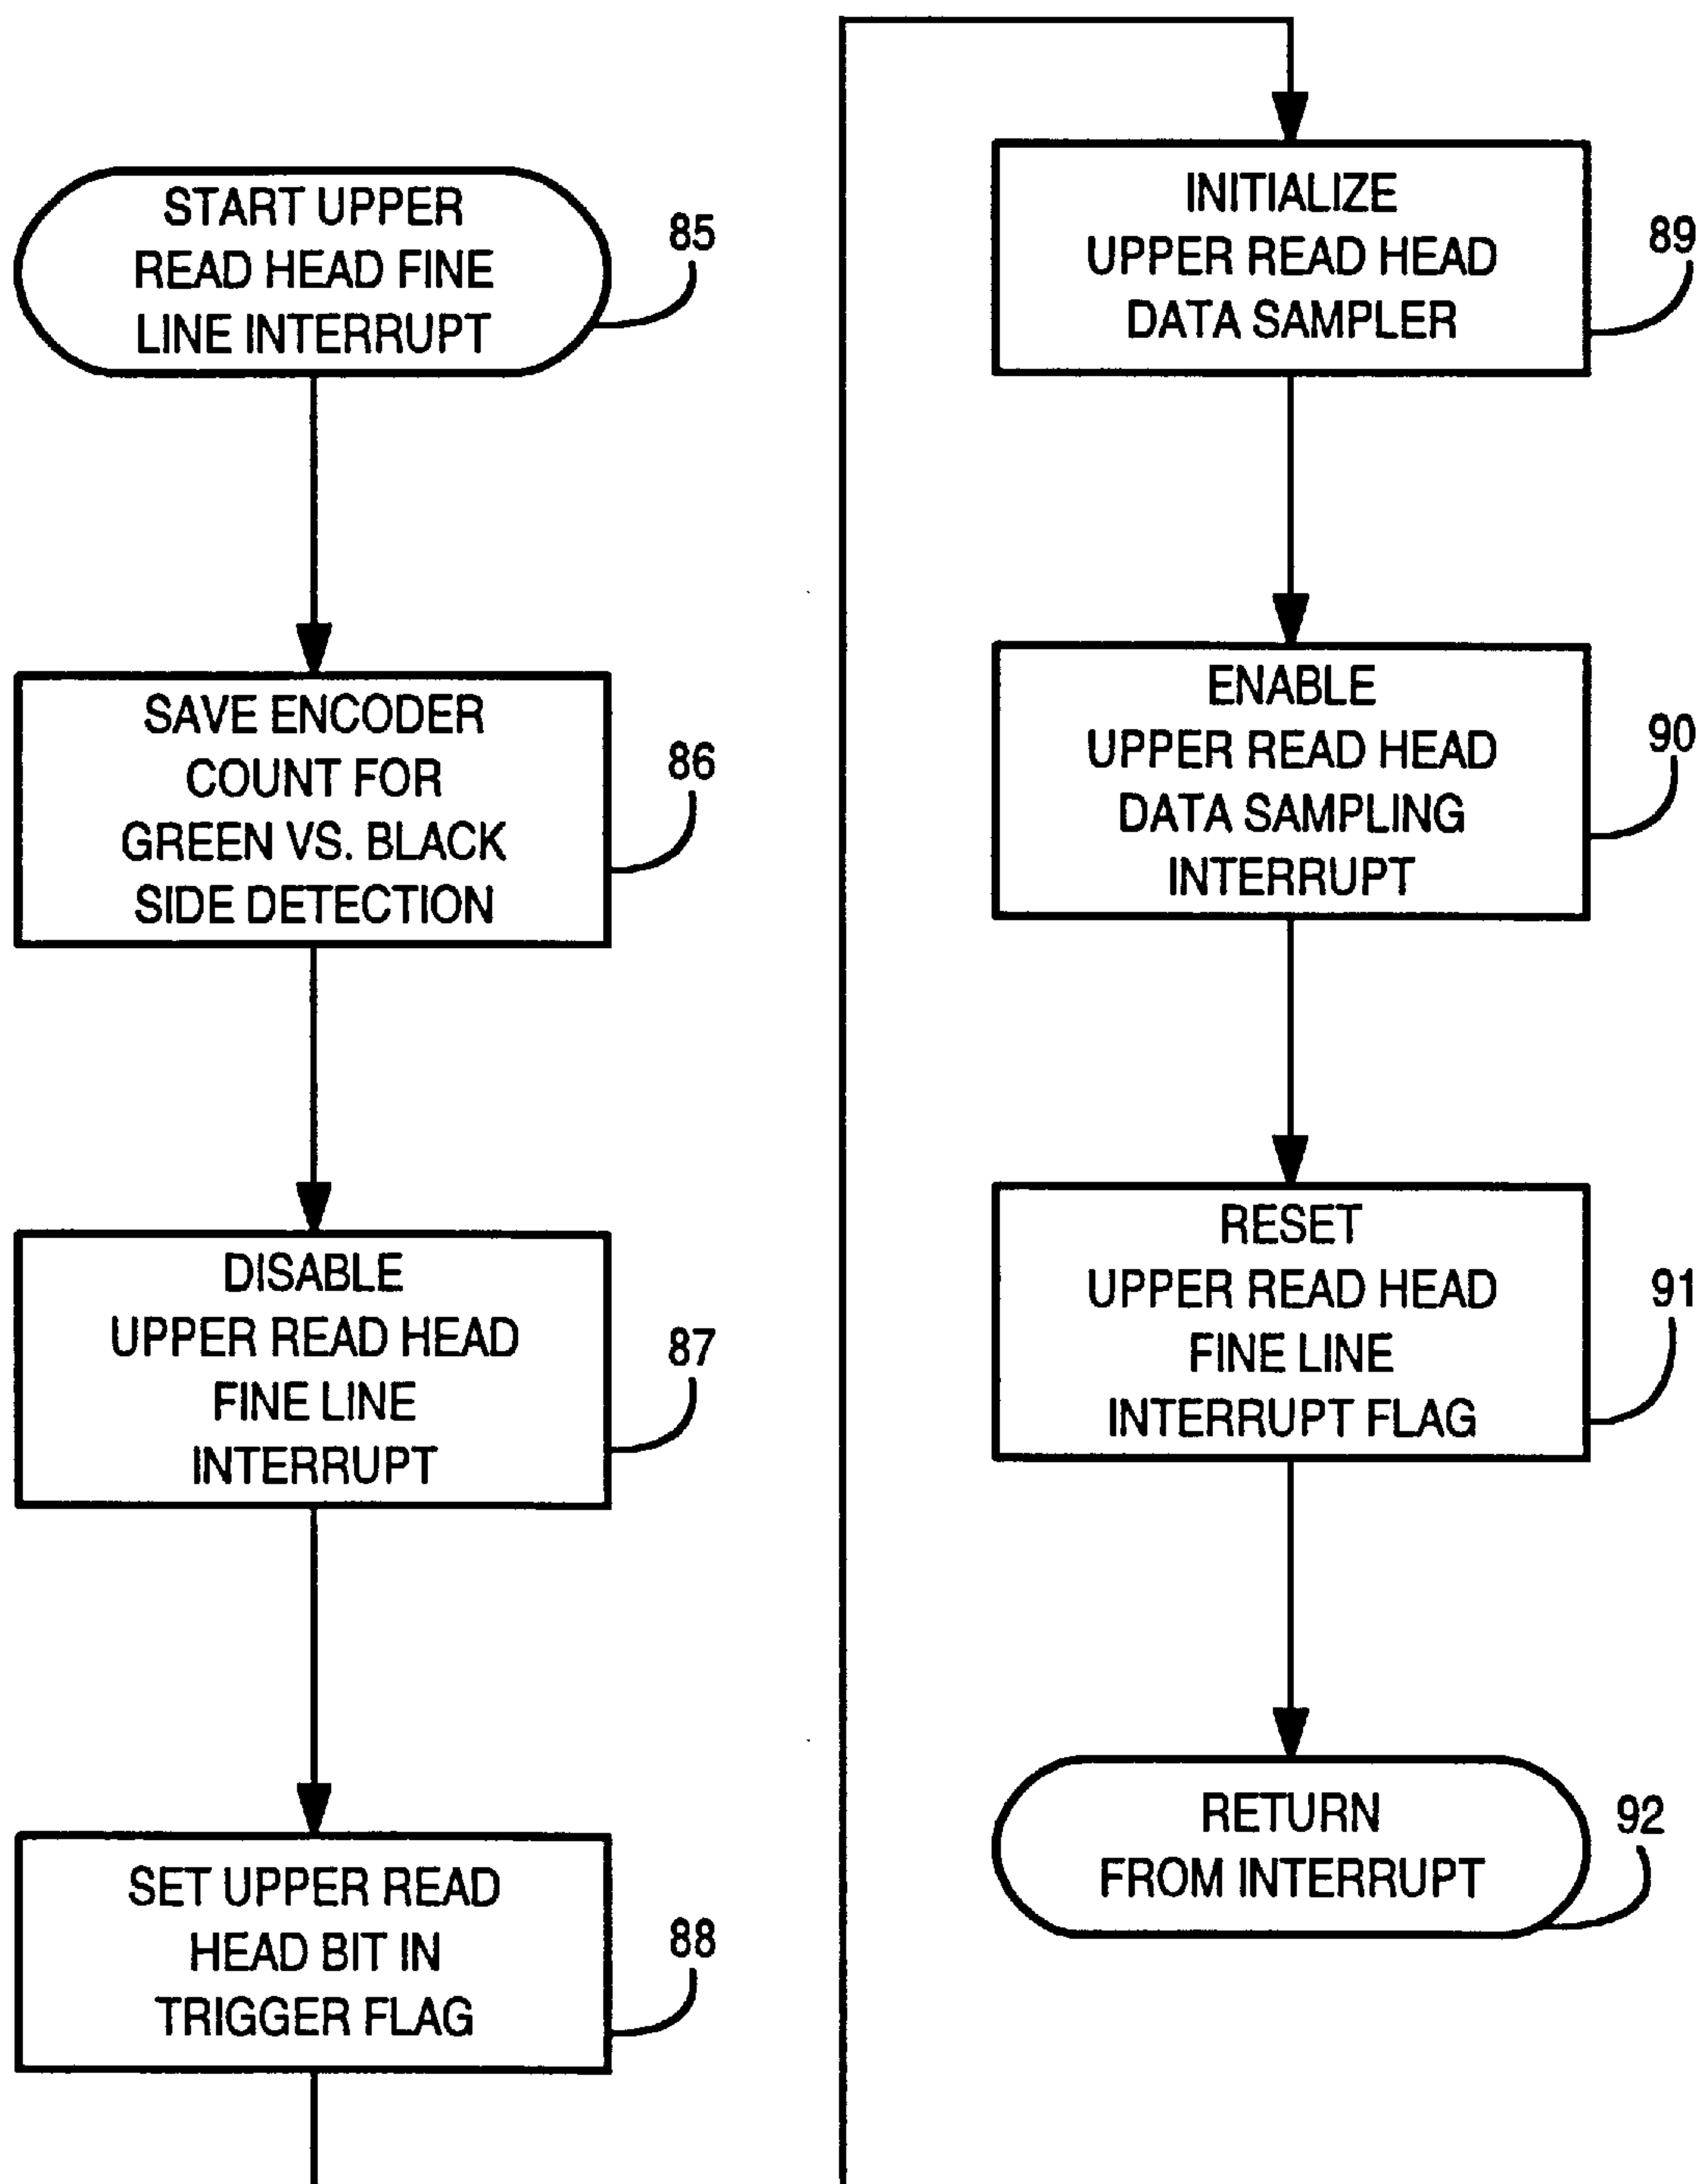 START UPPER
READ HEAD FINE
LINE INTERRUPT
85
SAVE ENCODER
COUNT FOR
GREEN VS. BLACK
SIDE DETECTION
86
DISABLE
UPPER READ HEAD
FINE LINE
INTERRUPT
87
SET UPPER READ
HEAD BIT IN
TRIGGER FLAG
88
INITIALIZE
UPPER READ HEAD
DATA SAMPLER
89
ENABLE
UPPER READ HEAD
DATA SAMPLING
INTERRUPT
90
RESET
UPPER READ HEAD
FINE LINE
INTERRUPT FLAG
91
RETURN
FROM INTERRUPT
92